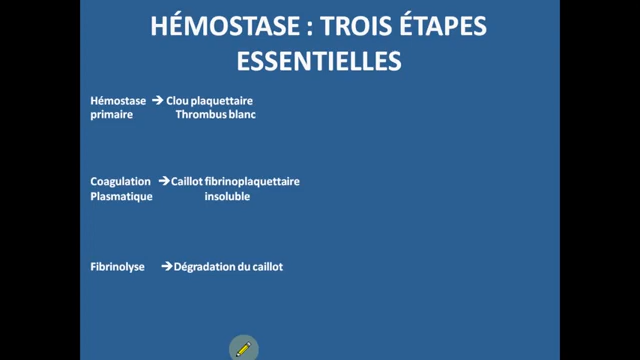 HÉMOSTASE : TROIS ÉTAPES
ESSENTIELLES
Hémostase ➔ Clou plaquettaire
primaire Thrombus blanc
Coagulation ➔Caillot fibrinoplaquettaire
Plasmatique insoluble
Fibrinolyse ➔Dégradation du caillot